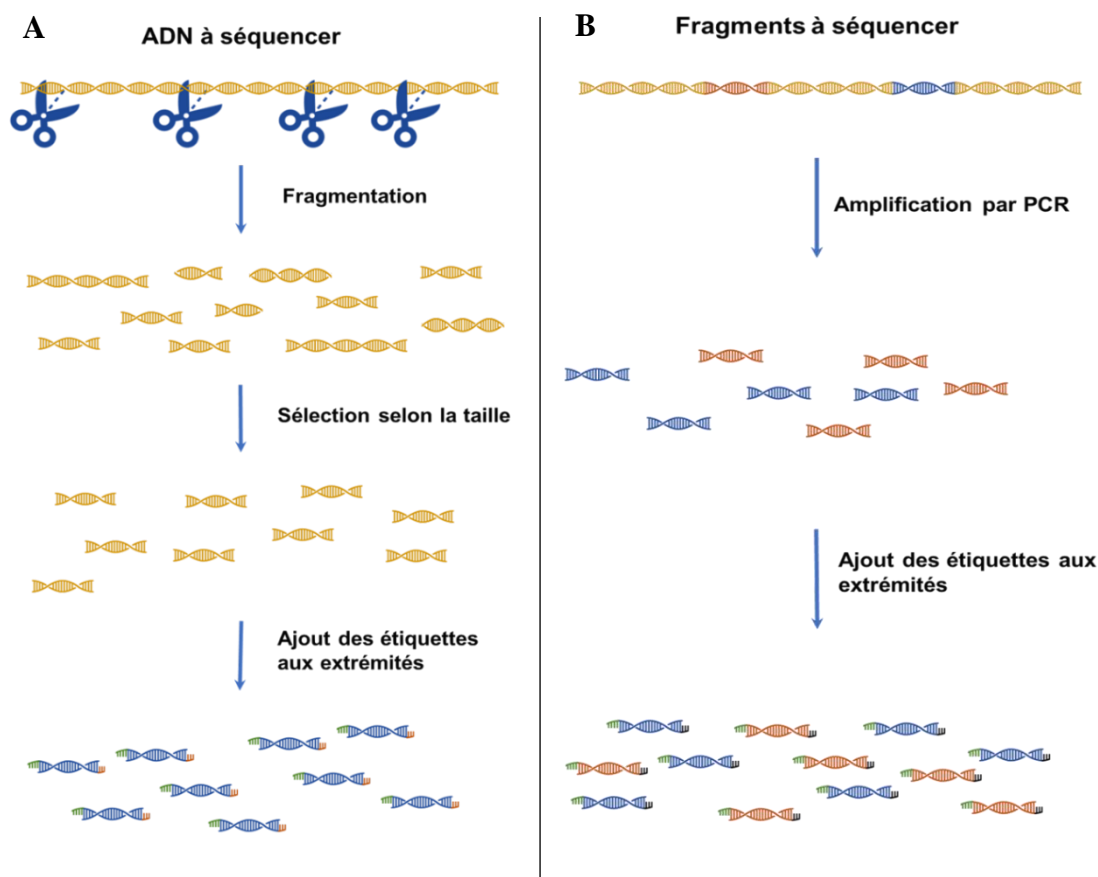 A
ADN à séquencer
Fragmentation
Sélection selon la taille
Ajout des étiquettes
aux extrémités
B
Fragments à séquencer
Amplification par PCR
Ajout des étiquettes aux
extrémités